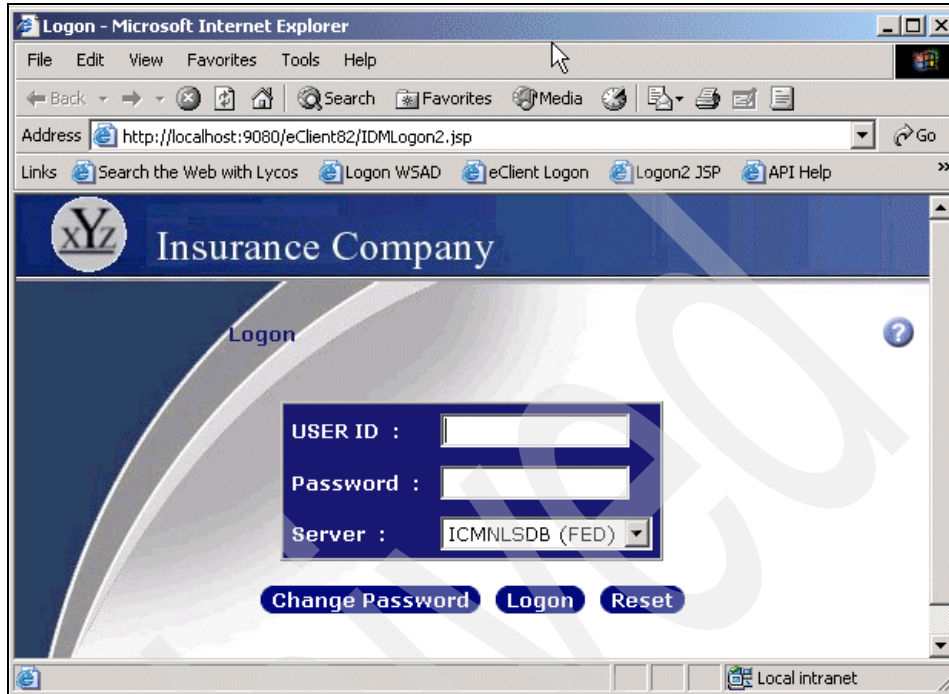 Logon - Microsoft Internet Explorer
File Edit View Favorites Tools Help
Back Search Favorites Media
Address http://localhost:9080/eClient82/IDMLogon2.jsp Go
Links Search the Web with Lycos Logon WSAD eClient Logon Logon2 JSP API Help »
XYZ Insurance Company
Logon ?
USER ID :
Password :
Server : ICMNLSDB (FED)
Change Password Logon Reset
Local intranet